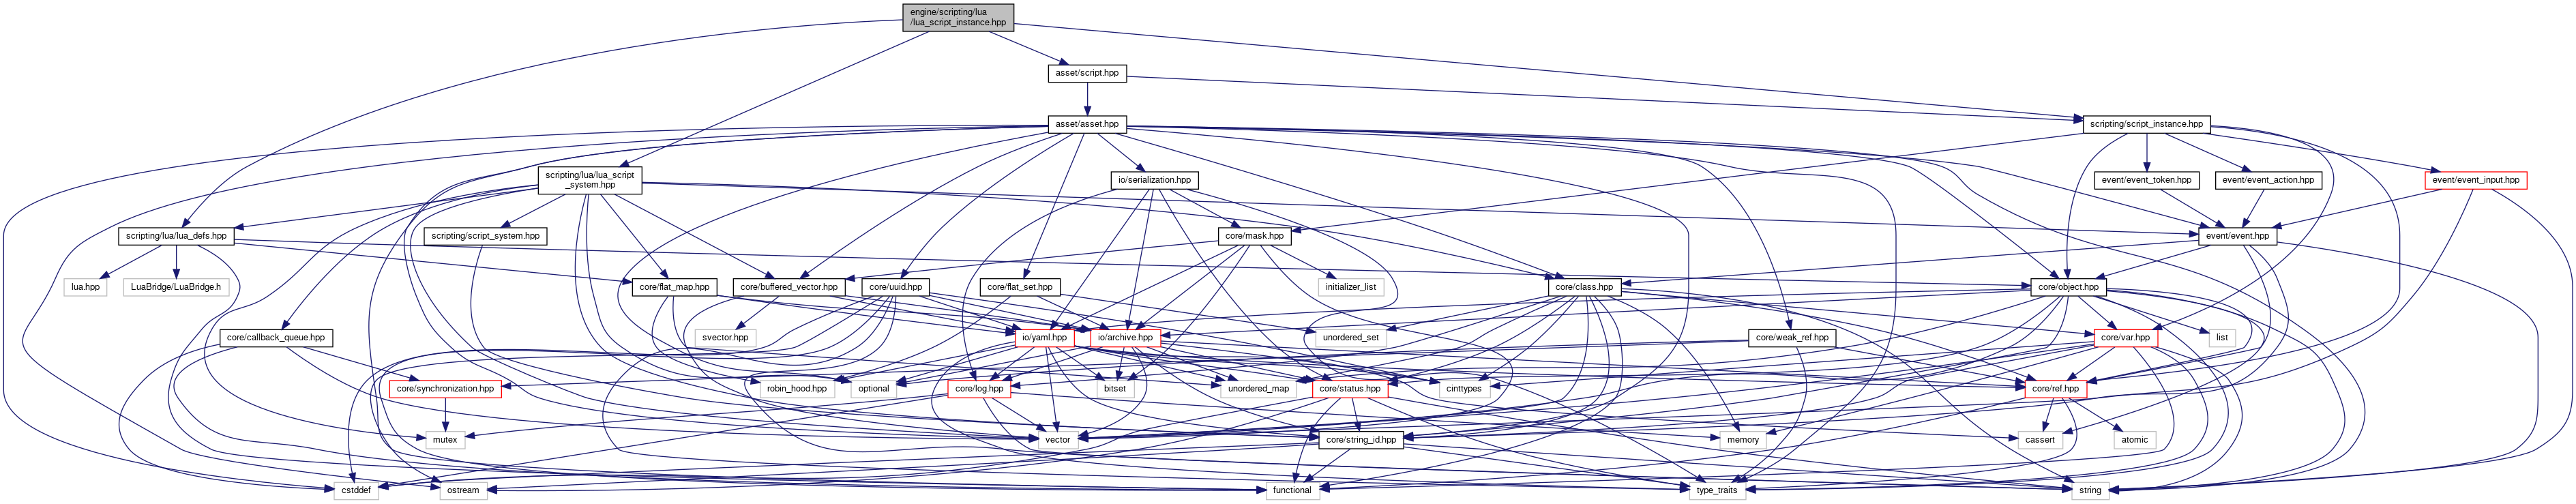 engine/scripting/lua
/lua_script_instance.hpp
asset/script.hpp
asset/asset.hpp
scripting/script_instance.hpp
scripting/lua/lua_script
_system.hpp
io/serialization.hpp
event/event_token.hpp
event/event_action.hpp
event/event_input.hpp
scripting/lua/lua_defs.hpp
scripting/script_system.hpp
core/mask.hpp
event/event.hpp
lua.hpp
LuaBridge/LuaBridge.h
core/flat_map.hpp
core/buffered_vector.hpp
core/uuid.hpp
core/flat_set.hpp
initializer_list
core/class.hpp
core/object.hpp
core/callback_queue.hpp
svector.hpp
io/yaml.hpp
io/archive.hpp
unordered_set
core/weak_ref.hpp
core/var.hpp
list
core/synchronization.hpp
robin_hood.hpp
optional
core/log.hpp
bitset
unordered_map
core/status.hpp
cinttypes
core/ref.hpp
mutex
vector
core/string_id.hpp
memory
cassert
atomic
cstddef
ostream
functional
type_traits
string